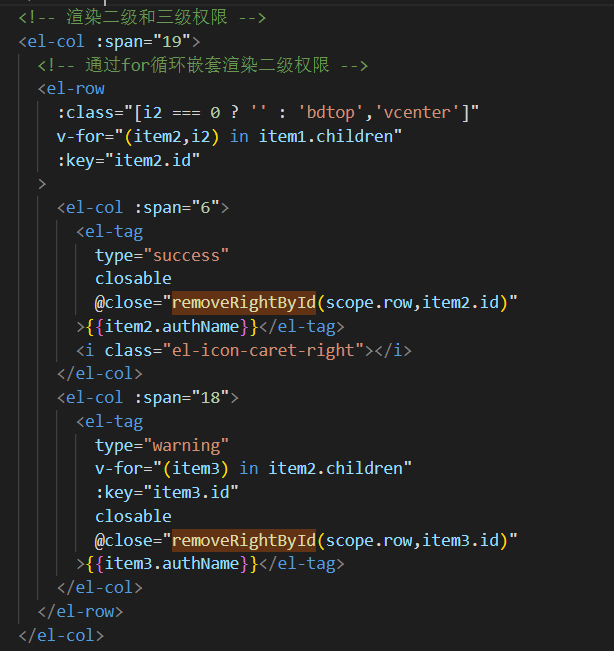 <!-- 渲染二级和三级权限 -->
<el-col :span="19">
<!-- 通过for循环嵌套渲染二级权限 -->
<el-row
:class="[i2 === 0 ? '' : 'bdtop','vcenter']"
v-for="(item2,i2) in item1.children"
:key="item2.id"
>
<el-col :span="6">
<el-tag
type="success"
closable
@close="removeRightById(scope.row,item2.id)"
>{{item2.authName}}</el-tag>
<i class="el-icon-caret-right"></i>
</el-col>
<el-col :span="18">
<el-tag
type="warning"
v-for="(item3) in item2.children"
:key="item3.id"
closable
@close="removeRightById(scope.row,item3.id)"
>{{item3.authName}}</el-tag>
</el-col>
</el-row>
</el-col>